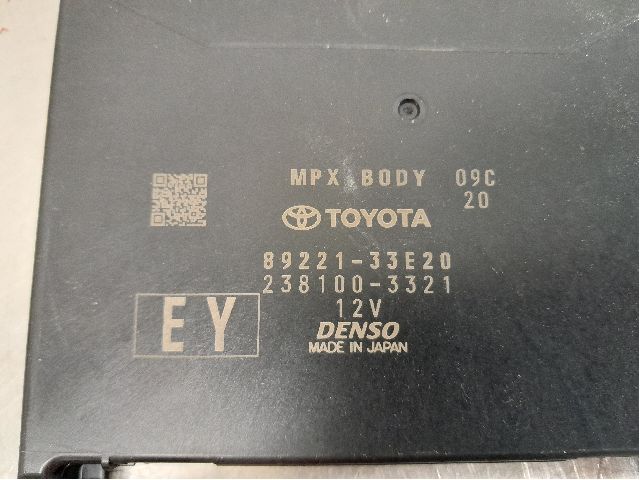 MPX BODY 09C
20
TOYOTA
89221-33E20
238100-3321
12V
EY
DENSO
MADE IN JAPAN